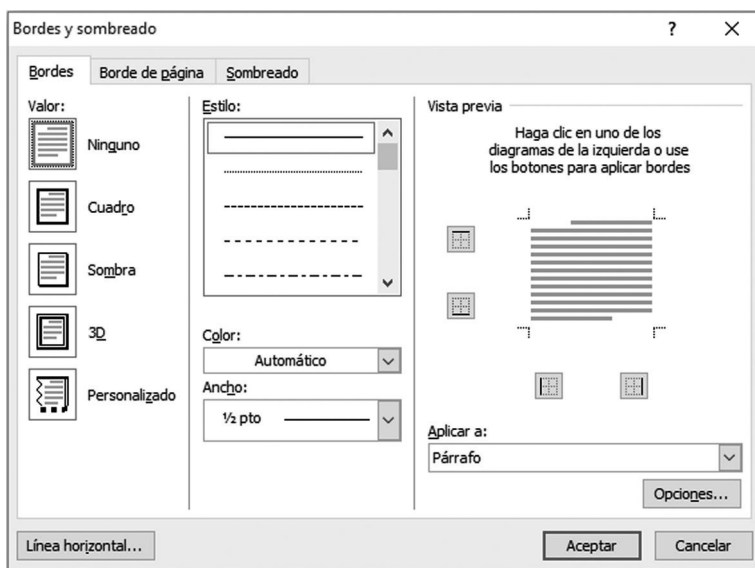 Bordes y sombreado
?
Bordes
Borde de página
Sombreado
Valor:
Ninguno
Cuadro
Sombra
3D
Personalizado
Estilo:
Color:
Automático
Ancho:
½ pto
Vista previa
Haga clic en uno de los
diagramas de la izquierda o use
los botones para aplicar bordes
Aplicar a:
Párrafo
Opciones...
Línea horizontal...
Aceptar
Cancelar